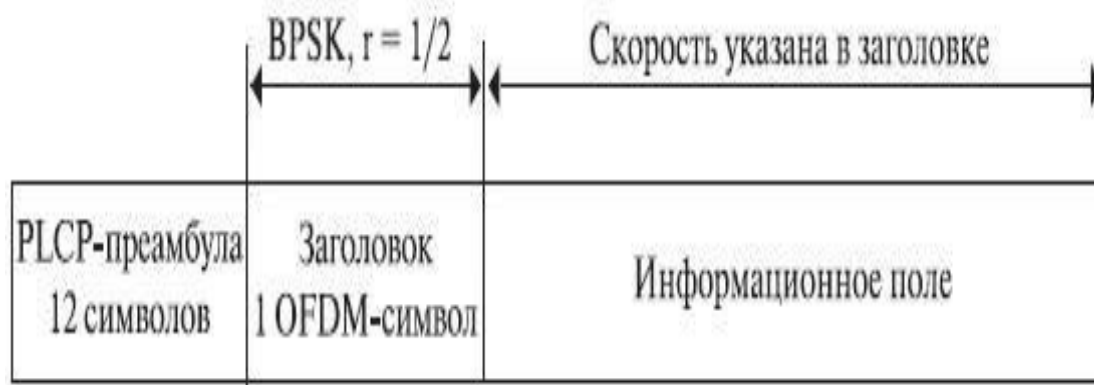 BPSK, r = 1/2
Скорость указана в заголовке
PLCP-преамбула
12 символов
Заголовок
1 OFDM-символ
Информационное поле